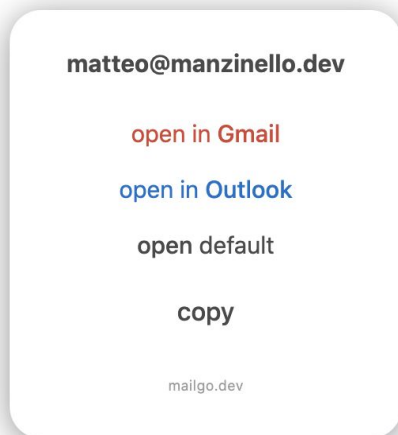 matteo@manzinello.dev
open in Gmail
open in Outlook
open default
copy
mailgo.dev